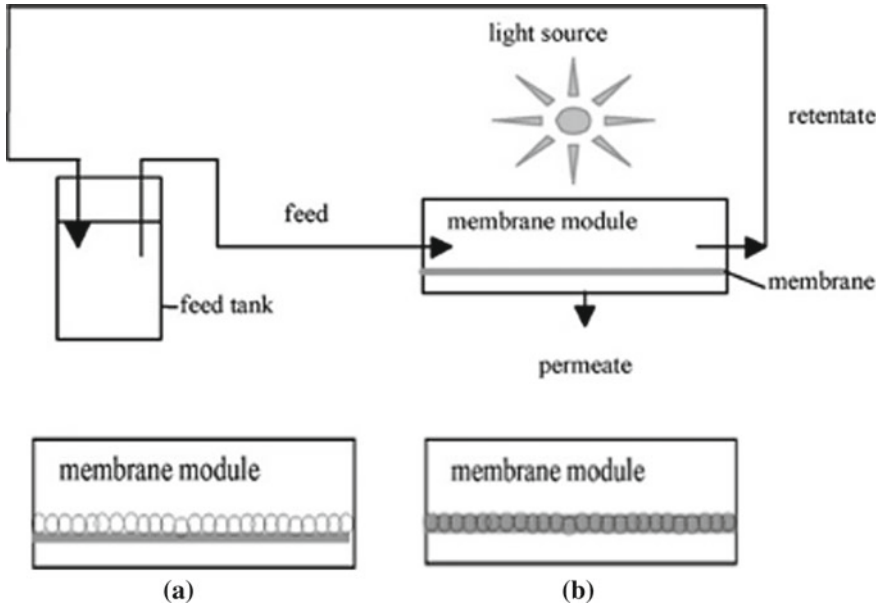 light source
retentate
feed
membrane module
membrane
feed tank
permeate
membrane module
membrane module
(a)
(b)